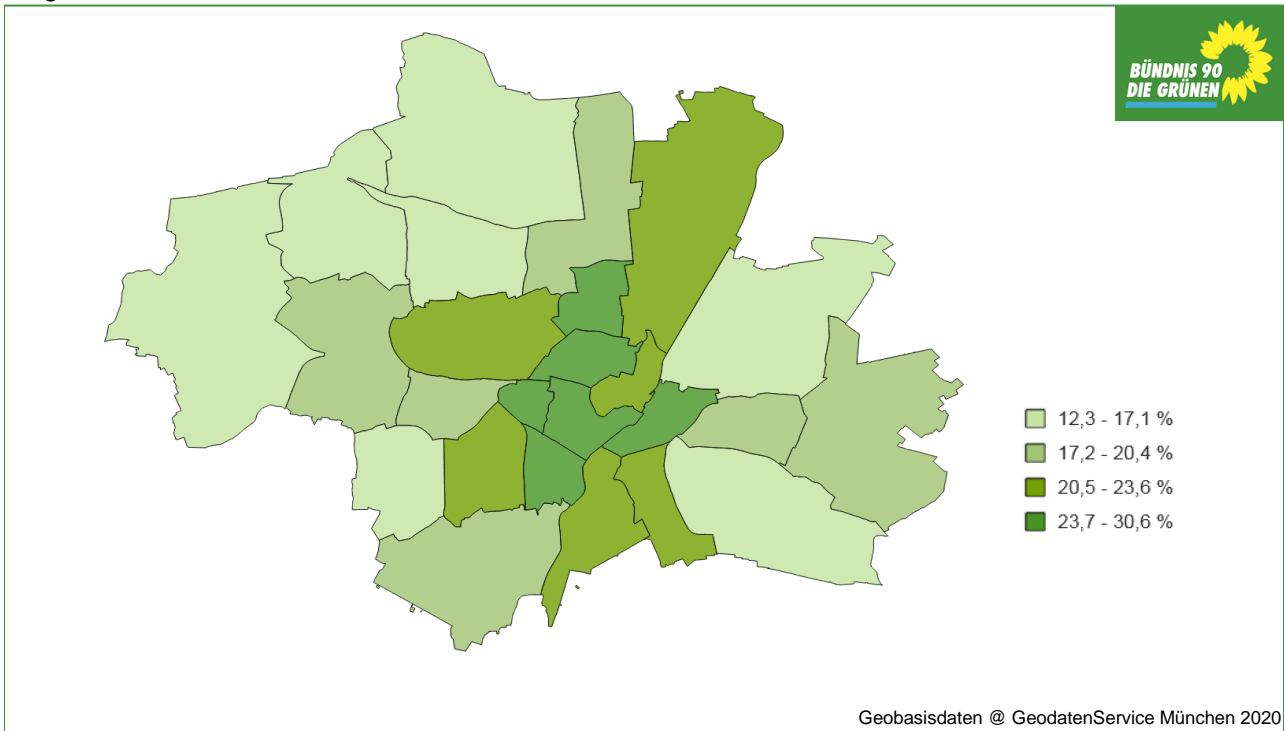 BÜNDNIS 90
DIE GRÜNEN
12,3 - 17,1 %
17,2 - 20,4 %
20,5 - 23,6 %
23,7 - 30,6 %
Geobasisdaten @ GeodatenService München 2020